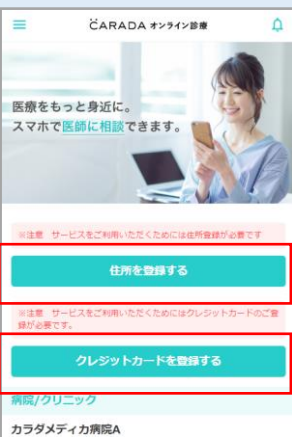 CARADA オンライン診療
医療をもっと身近に。
スマホで医師に相談できます。
※注意 サービスをご利用いただくためには住所登録が必要です
住所を登録する
※注意 サービスをご利用いただくためにはクレジットカードのご登
録が必要です。
クレジットカードを登録する
病院/クリニック
カラダメディカ病院A